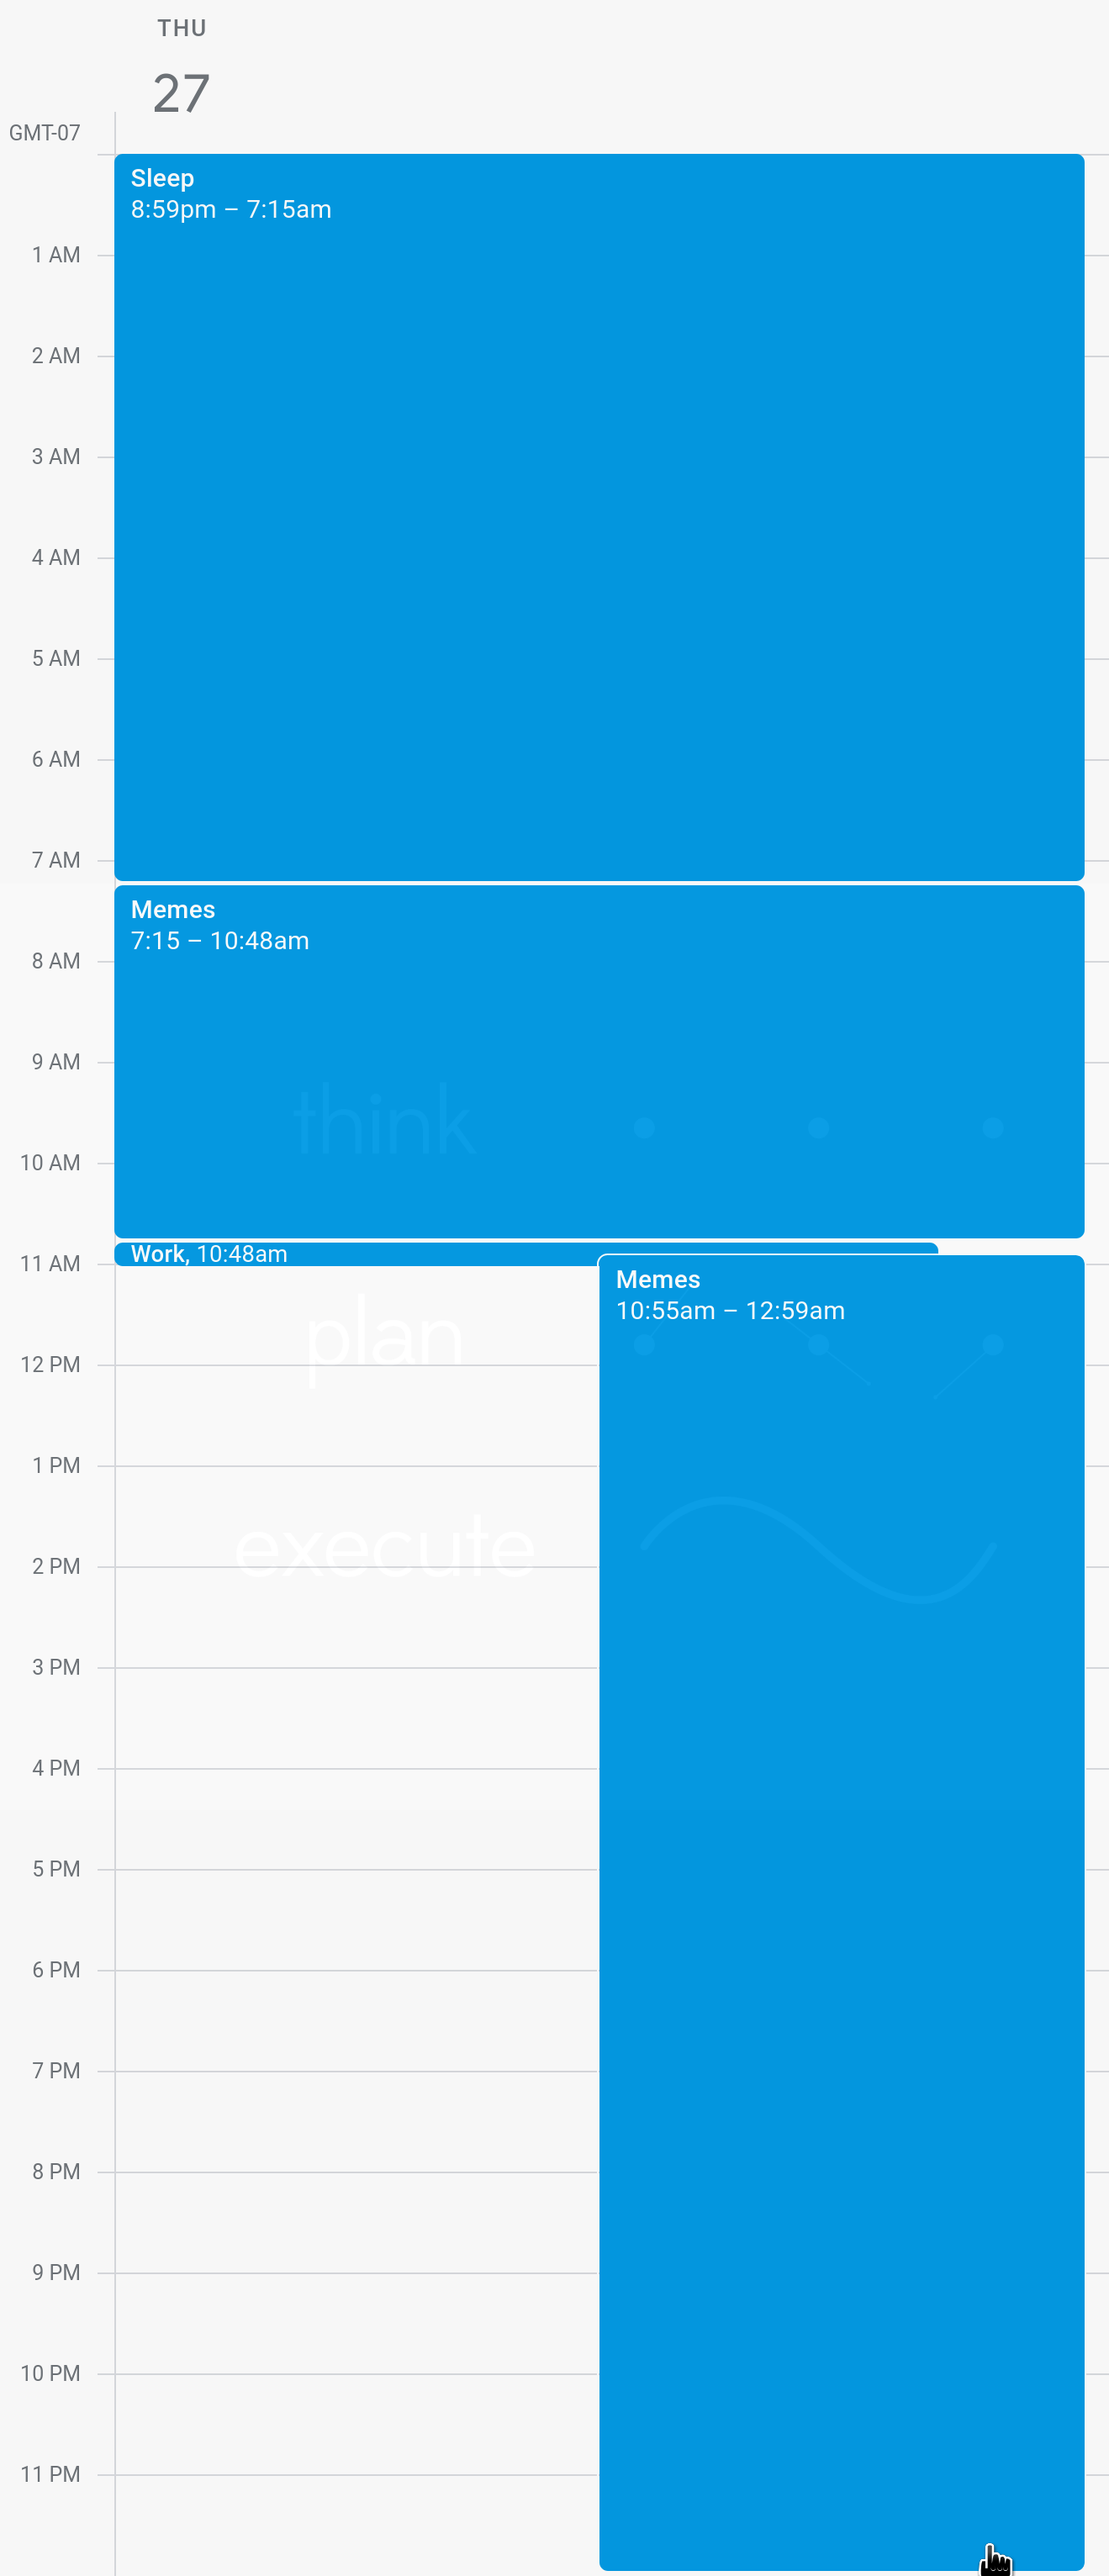 THU
27
GMT-07
Sleep
8:59pm – 7:15am
1 AM
2 AM
3 AM
4 AM
5 AM
6 AM
7 AM
Memes
7:15 – 10:48am
8 AM
9 AM
think
10 AM
Work, 10:48am
11 AM
Memes
10:55am – 12:59am
plan
12 PM
1 PM
execute
2 PM
3 PM
4 PM
5 PM
6 PM
7 PM
8 PM
9 PM
10 PM
11 PM